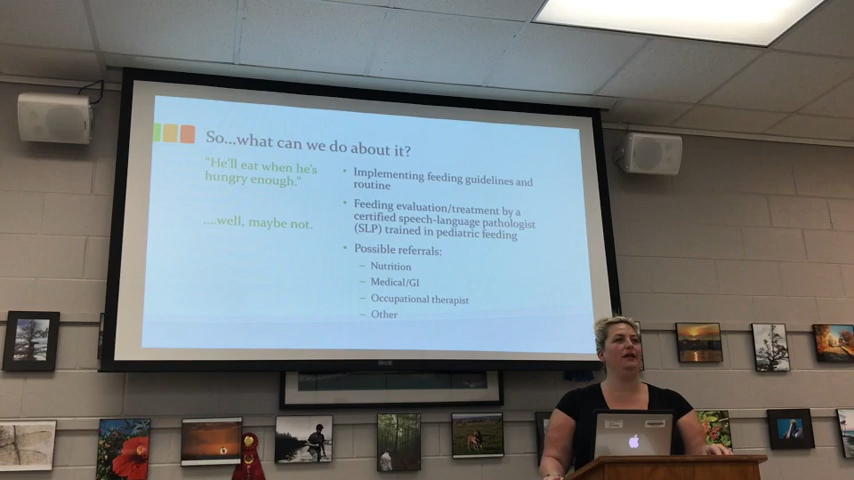 So...what can we do about it?
"He'll eat when he's
hungry enough."
....well, maybe not.
• Implementing feeding guidelines and
routine
• Feeding evaluation/treatment by a
certified speech-language pathologist
(SLP) trained in pediatric feeding
• Possible referrals:
– Nutrition
– Medical/GI
– Occupational therapist
– Other